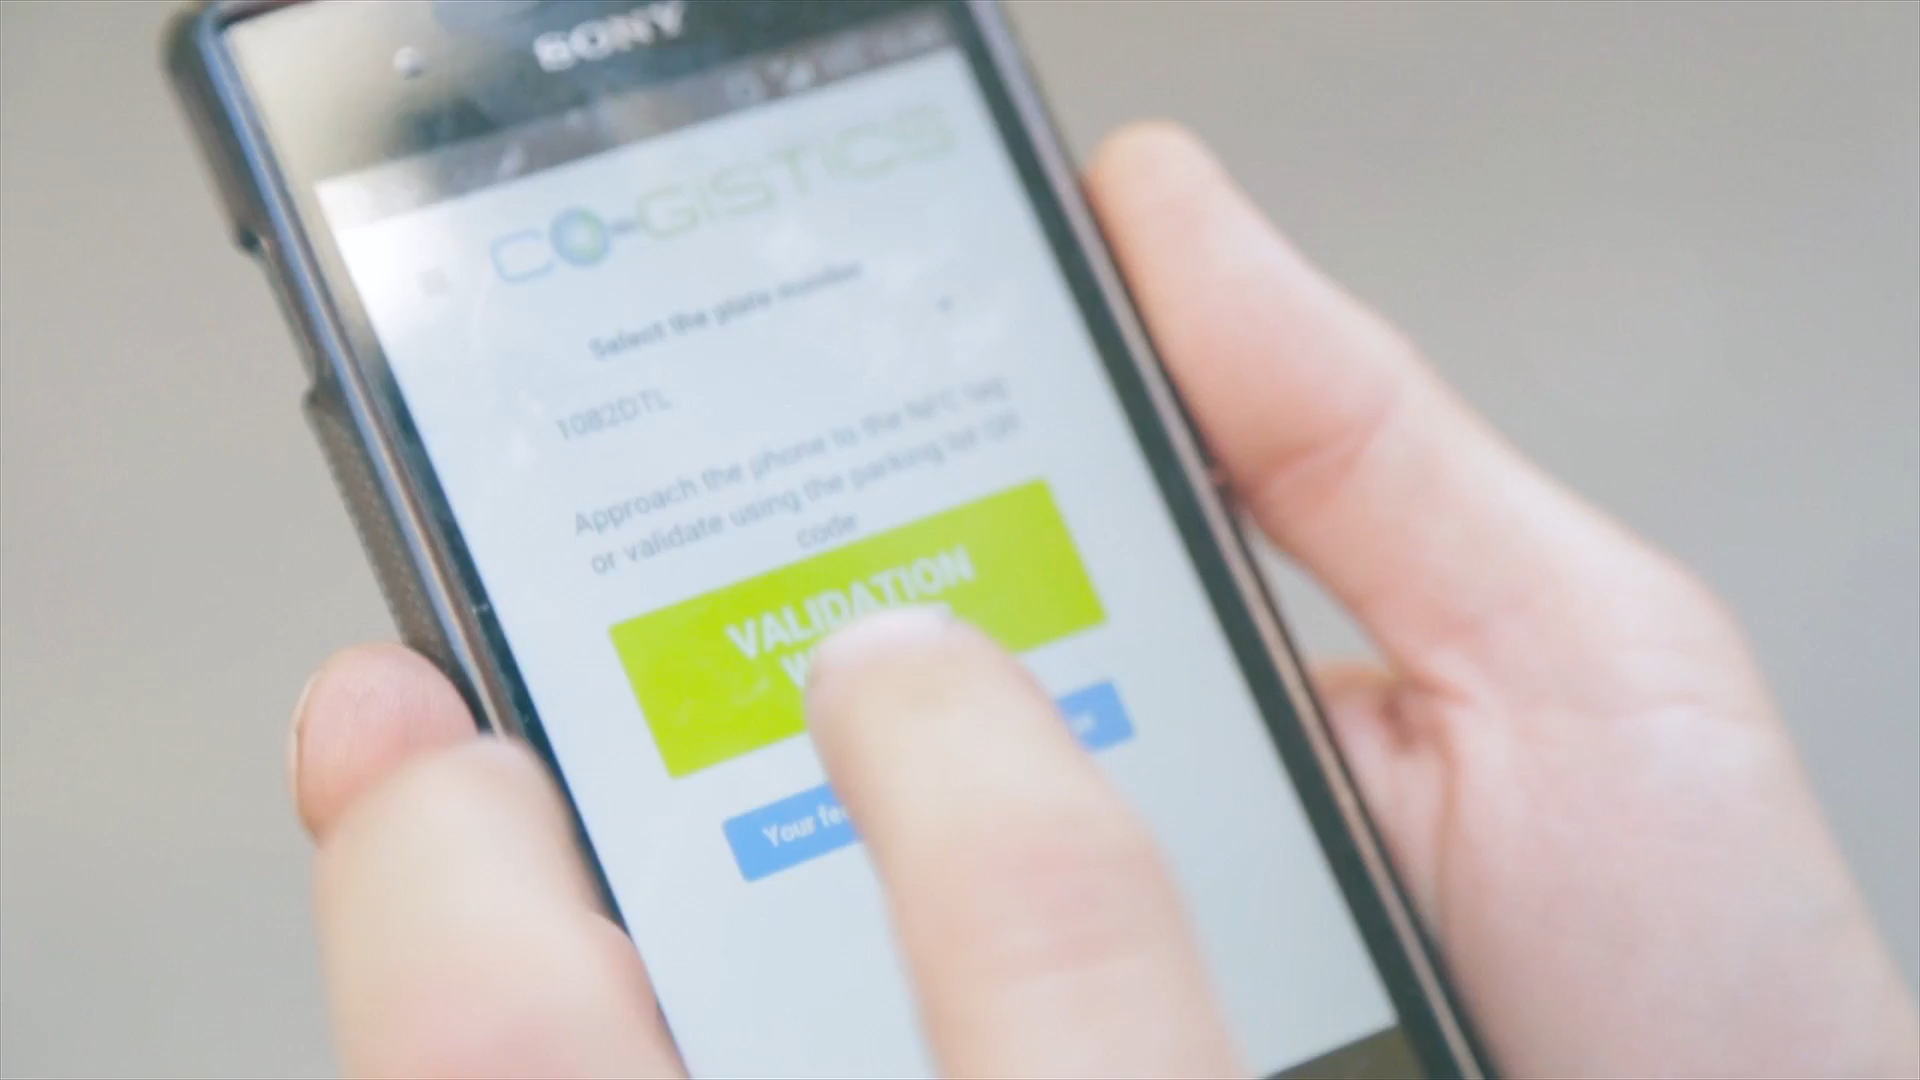 SONY
CO-GISTICS
Select the plate number
1082DTL
Approach the phone to the NFC tag
or validate using the parking lot QR
code
VALIDATION
Your